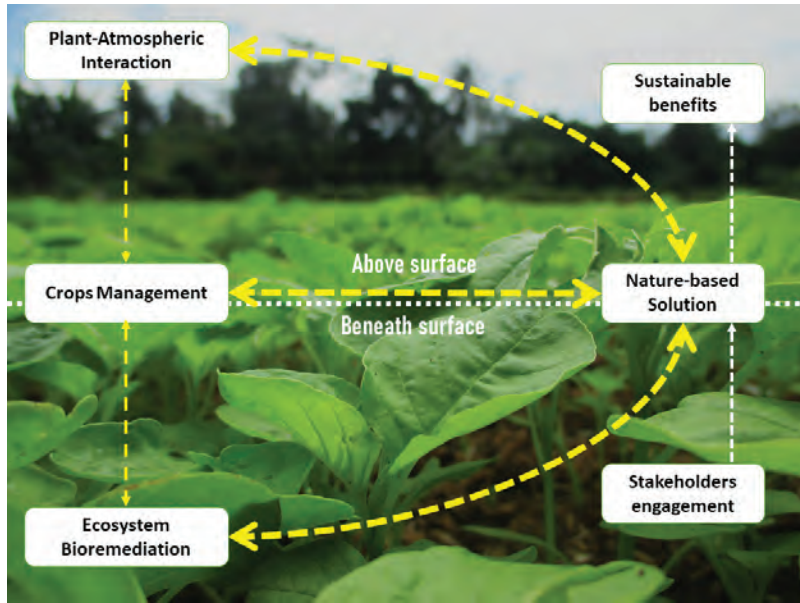 Plant-Atmospheric
Interaction
Sustainable
benefits
Above surface
Crops Management
Nature-based
Solution
Beneath surface
Stakeholders
engagement
Ecosystem
Bioremediation